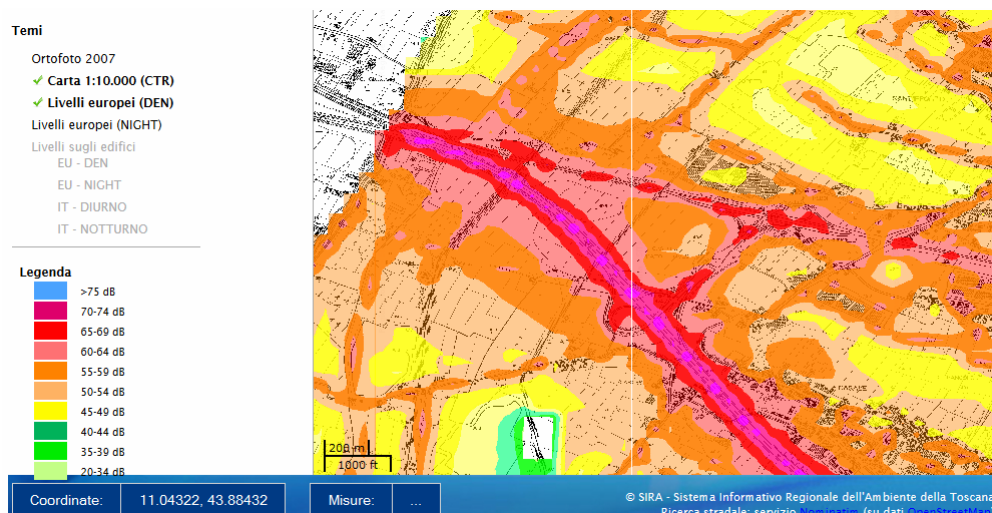 Temi
Ortofoto 2007
Carta 1:10.000 (CTR)
Livelli europei (DEN)
Livelli europei (NIGHT)
Livelli sugli edifici
EU - DEN
EU - NIGHT
IT - DIURNO
IT - NOTTURNO
Legenda
>75 dB
70-74 dB
65-69 dB
60-64 dB
55-59 dB
50-54 dB
45-49 dB
40-44 dB
35-39 dB
20-34 dB
200 m
1000 ft
Coordinate: 11.04322, 43.88432 Misure: ...
© SIRA - Sistema Informativo Regionale dell'Ambiente della Toscana
Ricerca stradale: servizio Nominatim (su dati OpenStreetMap